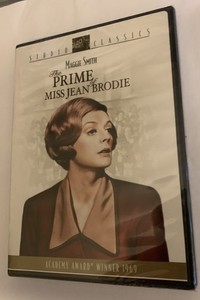 STUDIO CLASSICS
MAGGIE SMITH
The PRIME of
MISS JEAN BRODIE
ACADEMY AWARD® WINNER 1969